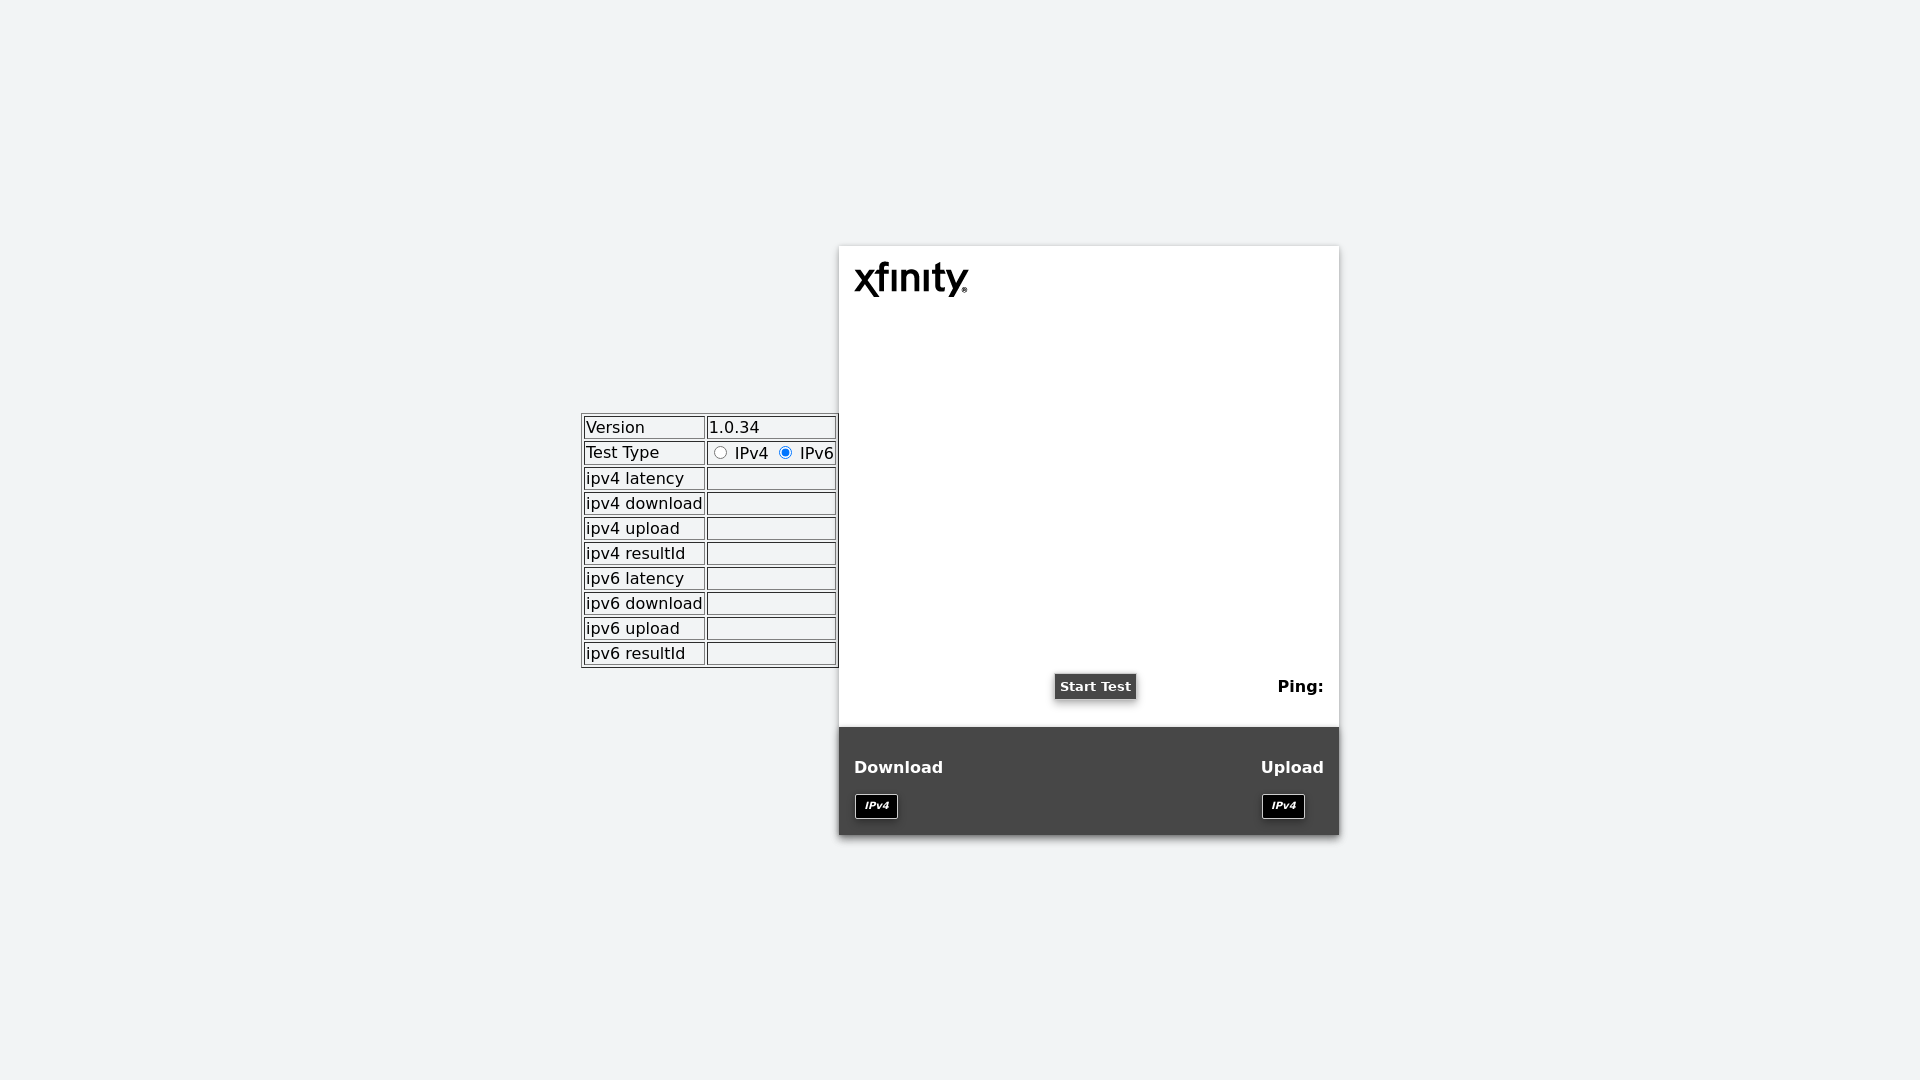 xfinity®
Version 1.0.34
Test Type IPv4 IPv6
ipv4 latency
ipv4 download
ipv4 upload
ipv4 resultId
ipv6 latency
ipv6 download
ipv6 upload
ipv6 resultId
Start Test Ping:
Download Upload
IPv4 IPv4